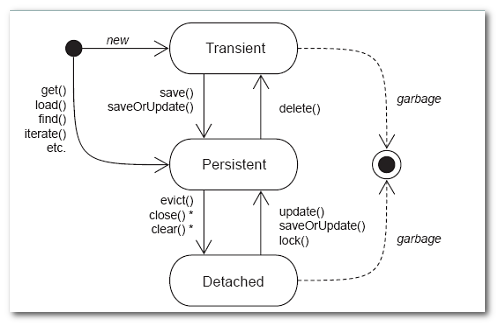 new
Transient
get()
load()
find()
iterate()
etc.
save()
saveOrUpdate()
delete()
garbage
Persistent
evict()
close() *
clear() *
update()
saveOrUpdate()
lock()
garbage
Detached